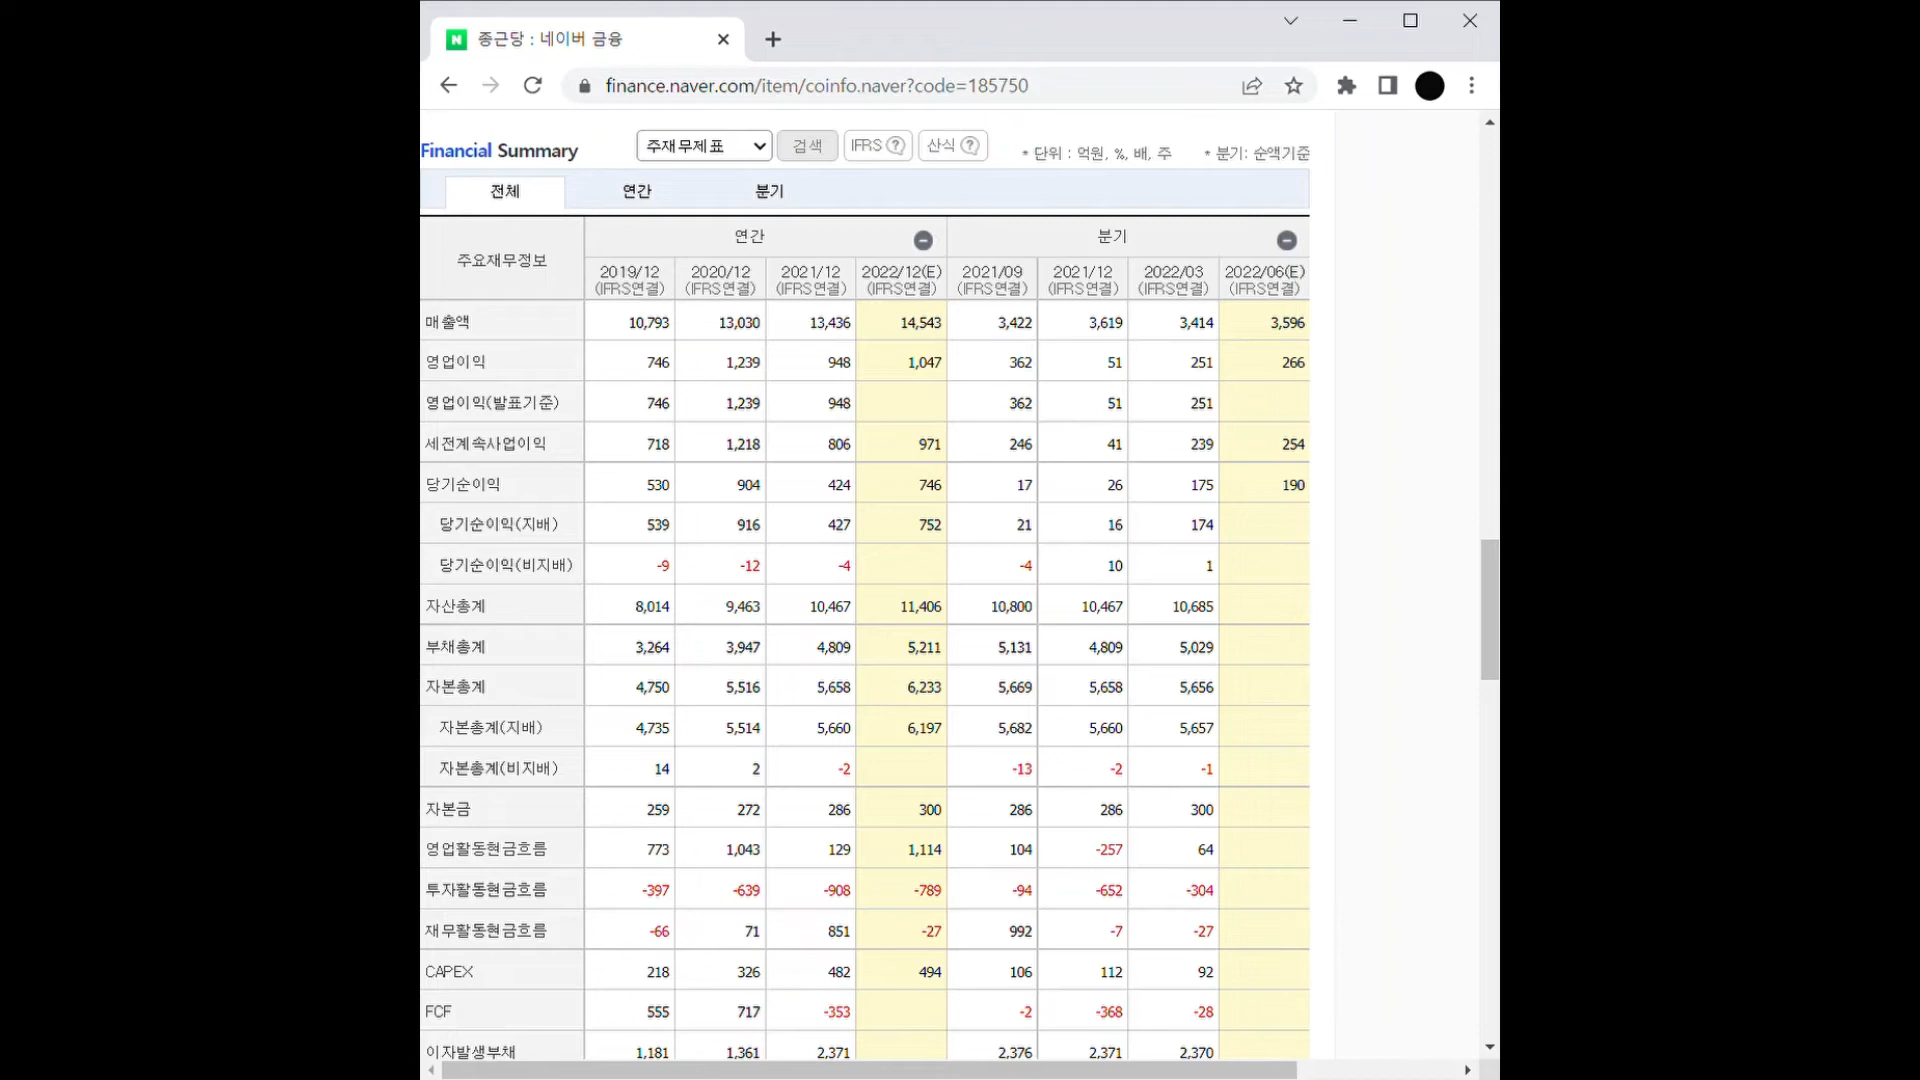 종근당 : 네이버 금융
finance.naver.com/item/coinfo.naver?code=185750
Financial Summary 주재무제표 검색 IFRS ? 산식 ? * 단위 : 억원, %, 배, 주 * 분기: 순액기준
전체 연간 분기
주요재무정보 연간 분기
2019/12 2020/12 2021/12 2022/12(E) 2021/09 2021/12 2022/03 2022/06(E)
(IFRS연결) (IFRS연결) (IFRS연결) (IFRS연결) (IFRS연결) (IFRS연결) (IFRS연결) (IFRS연결)
매출액 10,793 13,030 13,436 14,543 3,422 3,619 3,414 3,596
영업이익 746 1,239 948 1,047 362 51 251 266
영업이익(발표기준) 746 1,239 948 362 51 251
세전계속사업이익 718 1,218 806 971 246 41 239 254
당기순이익 530 904 424 746 17 26 175 190
당기순이익(지배) 539 916 427 752 21 16 174
당기순이익(비지배) -9 -12 -4 -4 10 1
자산총계 8,014 9,463 10,467 11,406 10,800 10,467 10,685
부채총계 3,264 3,947 4,809 5,211 5,131 4,809 5,029
자본총계 4,750 5,516 5,658 6,233 5,669 5,658 5,656
자본총계(지배) 4,735 5,514 5,660 6,197 5,682 5,660 5,657
자본총계(비지배) 14 2 -2 -13 -2 -1
자본금 259 272 286 300 286 286 300
영업활동현금흐름 773 1,043 129 1,114 104 -257 64
투자활동현금흐름 -397 -639 -908 -789 -94 -652 -304
재무활동현금흐름 -66 71 851 -27 992 -7 -27
CAPEX 218 326 482 494 106 112 92
FCF 555 717 -353 -2 -368 -28
이자발생부채 1,181 1,361 2,371 2,376 2,371 2,370